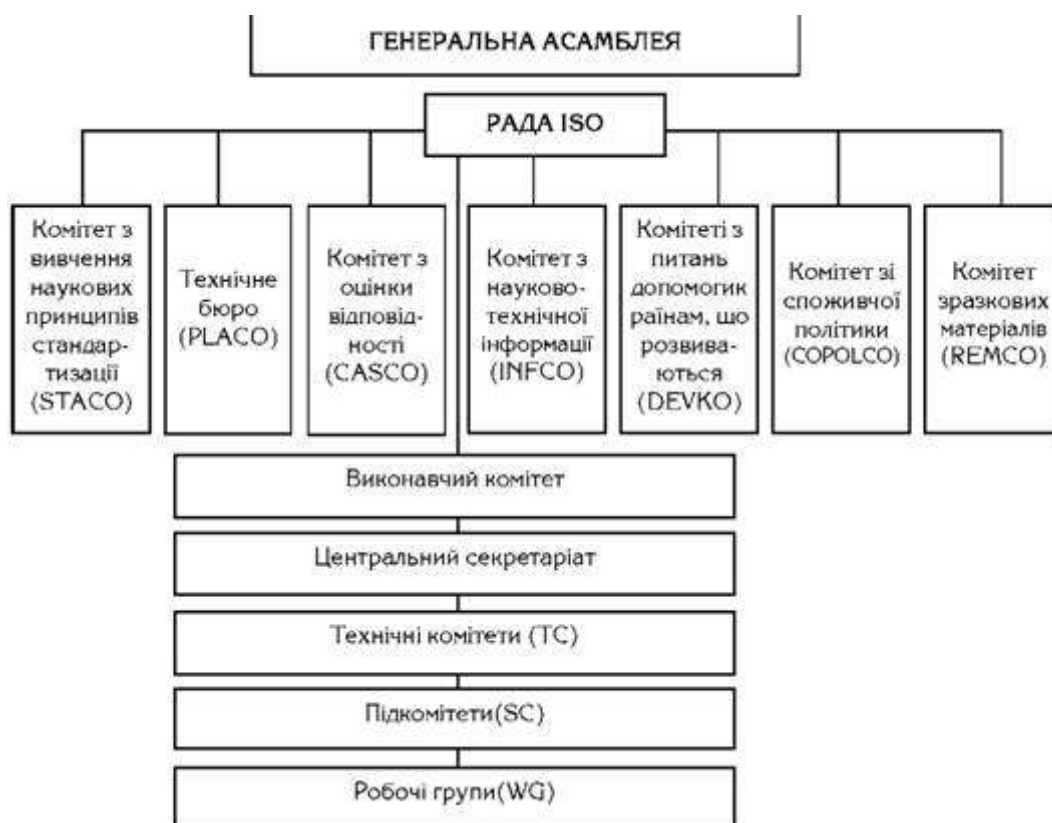 ГЕНЕРАЛЬНА АСАМБЛЕЯ
РАДА ISO
Комітет з
вивчення
наукових
принципів
стандар-
тизації
(STACO)
Технічне
бюро
(PLACO)
Комітет з
оцінки
відповід-
ності
(CASCO)
Комітет з
науково-
технічної
інформації
(INFCO)
Комітеті з
питань
допомогик
раїнам, що
розвива-
ються
(DEVKO)
Комітет зі
споживчої
політики
(COPOLCO)
Комітет
зразкових
матеріалів
(REMCO)
Виконавчий комітет
Центральний секретаріат
Технічні комітети (ТС)
Підкомітети(SC)
Робочі групи(WG)